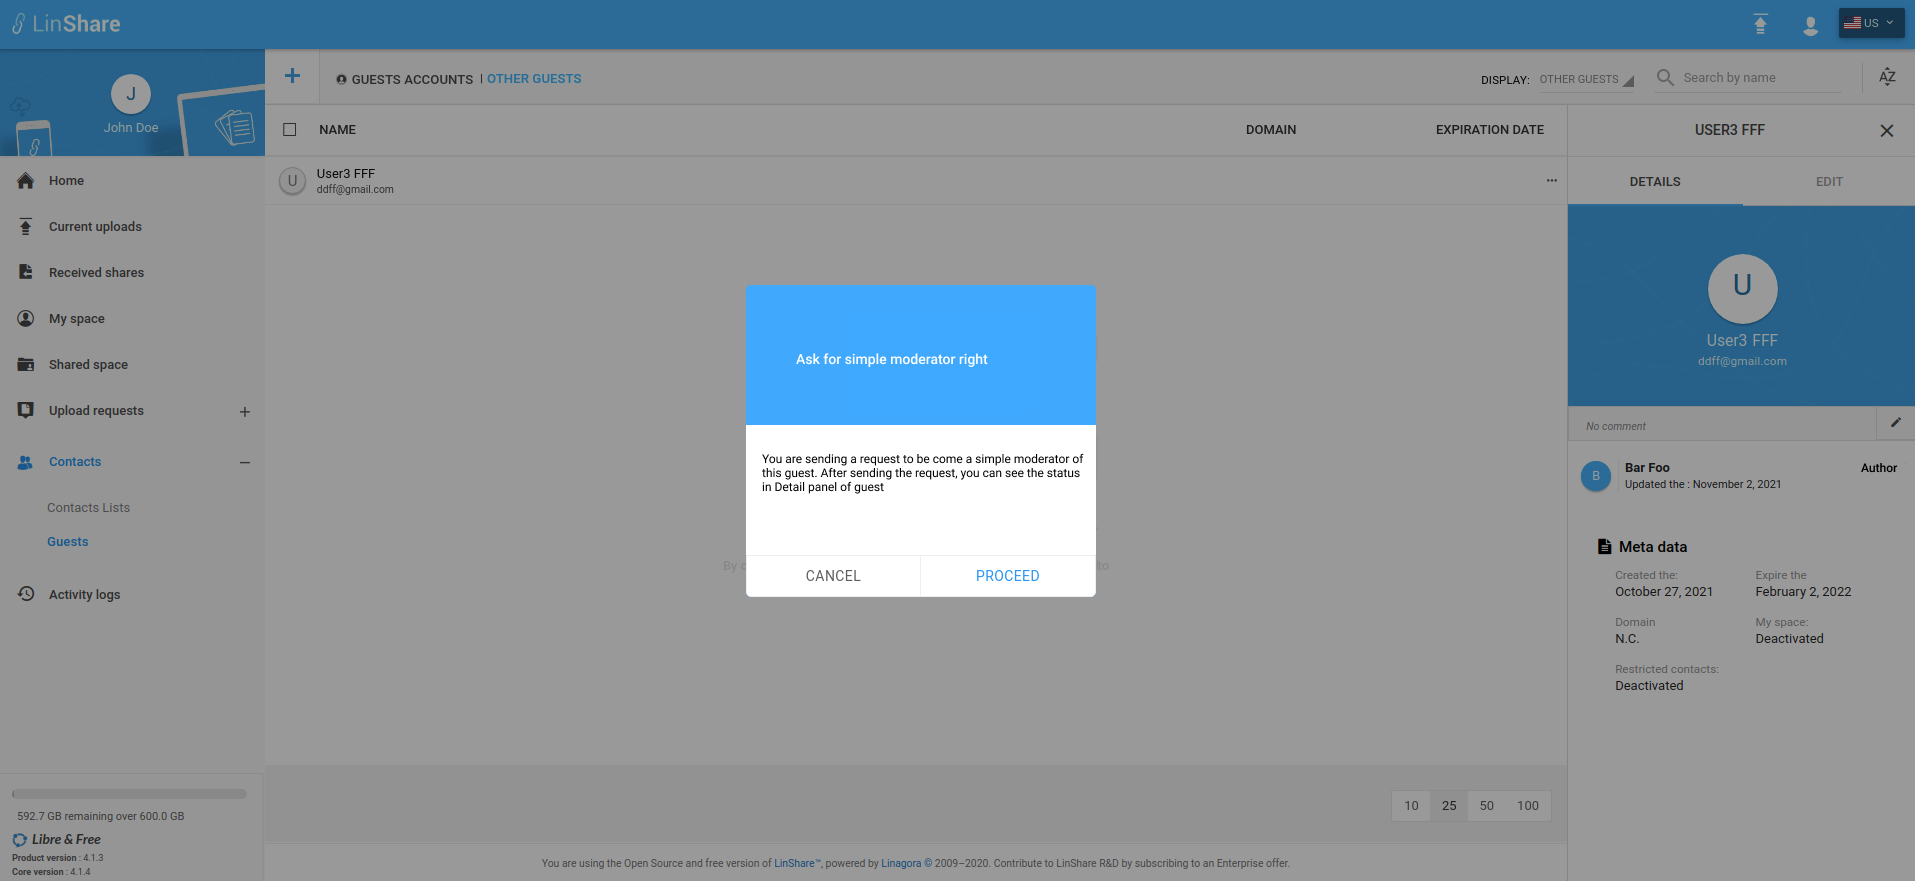 LinShare
US
J
John Doe
Home
Current uploads
Received shares
My space
Shared space
Upload requests
Contacts
Contacts Lists
Guests
Activity logs
592.7 GB remaining over 600.0 GB
Libre & Free
Product version : 4.1.3
Core version : 4.1.4
GUESTS ACCOUNTS | OTHER GUESTS
DISPLAY: OTHER GUESTS
Search by name
AZ
NAME DOMAIN EXPIRATION DATE
U
User3 FFF
ddff@gmail.com
Ask for simple moderator right
You are sending a request to be come a simple moderator of
this guest. After sending the request, you can see the status
in Detail panel of guest
By
to
CANCEL PROCEED
10 25 50 100
You are using the Open Source and free version of LinShare™, powered by Linagora © 2009–2020. Contribute to LinShare R&D by subscribing to an Enterprise offer.
USER3 FFF
DETAILS EDIT
U
User3 FFF
ddff@gmail.com
No comment
B
Bar Foo Author
Updated the : November 2, 2021
Meta data
Created the: Expire the
October 27, 2021 February 2, 2022
Domain My space:
N.C. Deactivated
Restricted contacts:
Deactivated